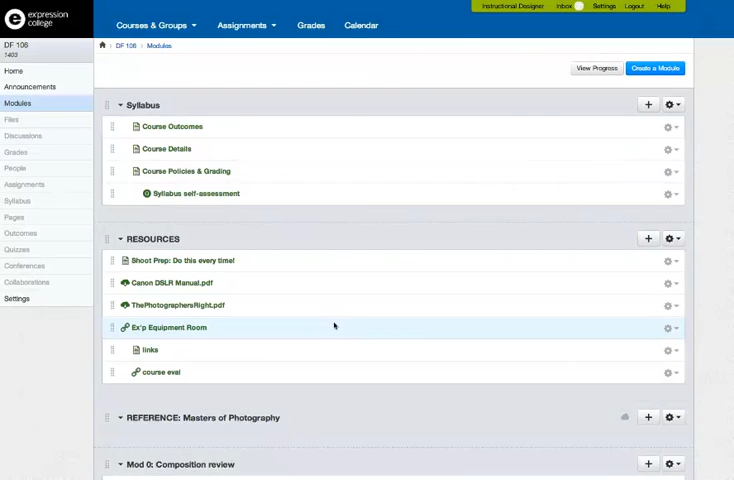 expression college
Courses & Groups
Assignments
Grades
Calendar
Instructional Designer
Inbox
Settings
Logout
Help
DF 106
1403
DF 106
Modules
Home
Announcements
Modules
Files
Discussions
Grades
People
Assignments
Syllabus
Pages
Outcomes
Quizzes
Conferences
Collaborations
Settings
View Progress
Create a Module
Syllabus
Course Outcomes
Course Details
Course Policies & Grading
Syllabus self-assessment
RESOURCES
Shoot Prep: Do this every time!
Canon DSLR Manual.pdf
ThePhotographersRight.pdf
Ex'p Equipment Room
links
course eval
REFERENCE: Masters of Photography
Mod 0: Composition review